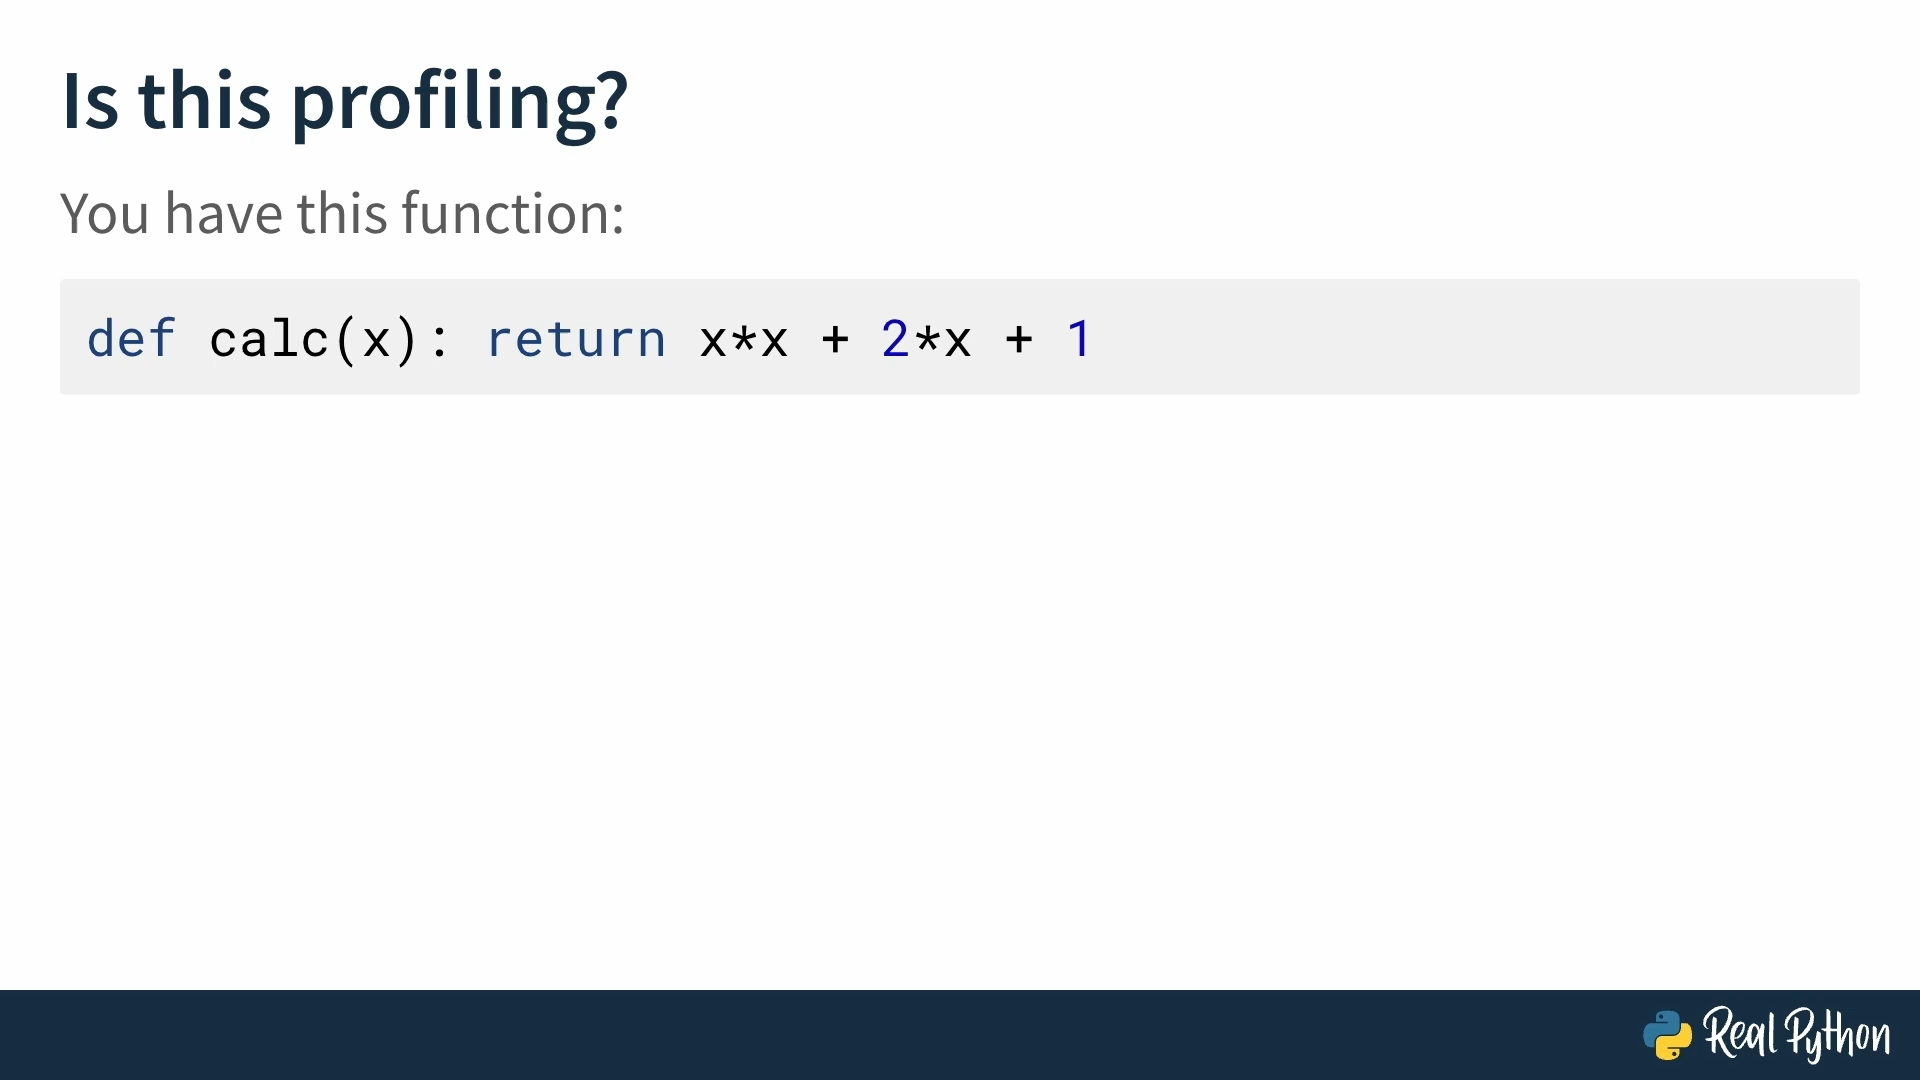 Is this profiling?
You have this function:
def calc(x): return x*x + 2*x + 1
Real Python